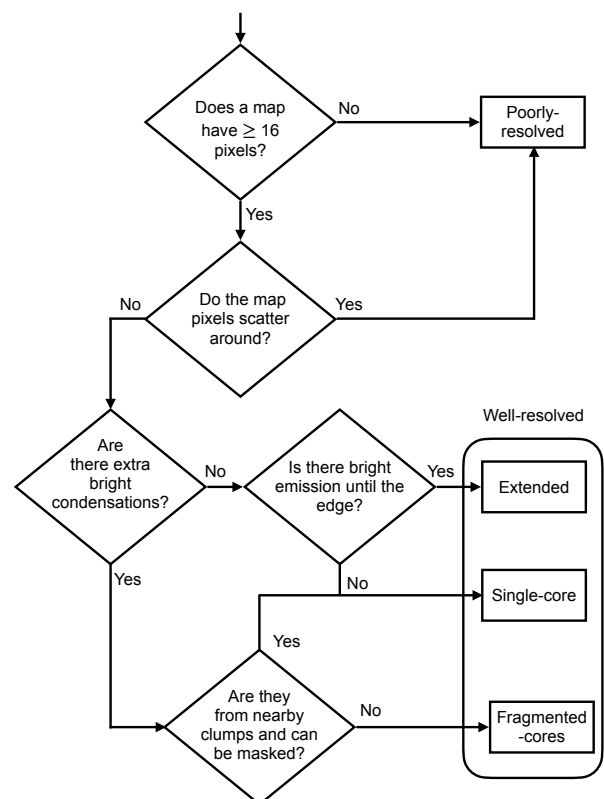 Does a map
have ≥ 16
pixels?
No
Poorly-
resolved
Yes
Do the map
pixels scatter
around?
No
Yes
Well-resolved
Are
there extra
bright
condensations?
No
Yes
Is there bright
emission until the
edge?
Yes
Extended
No
Single-core
Yes
Are they
from nearby
clumps and can
be masked?
No
Fragmented
-cores